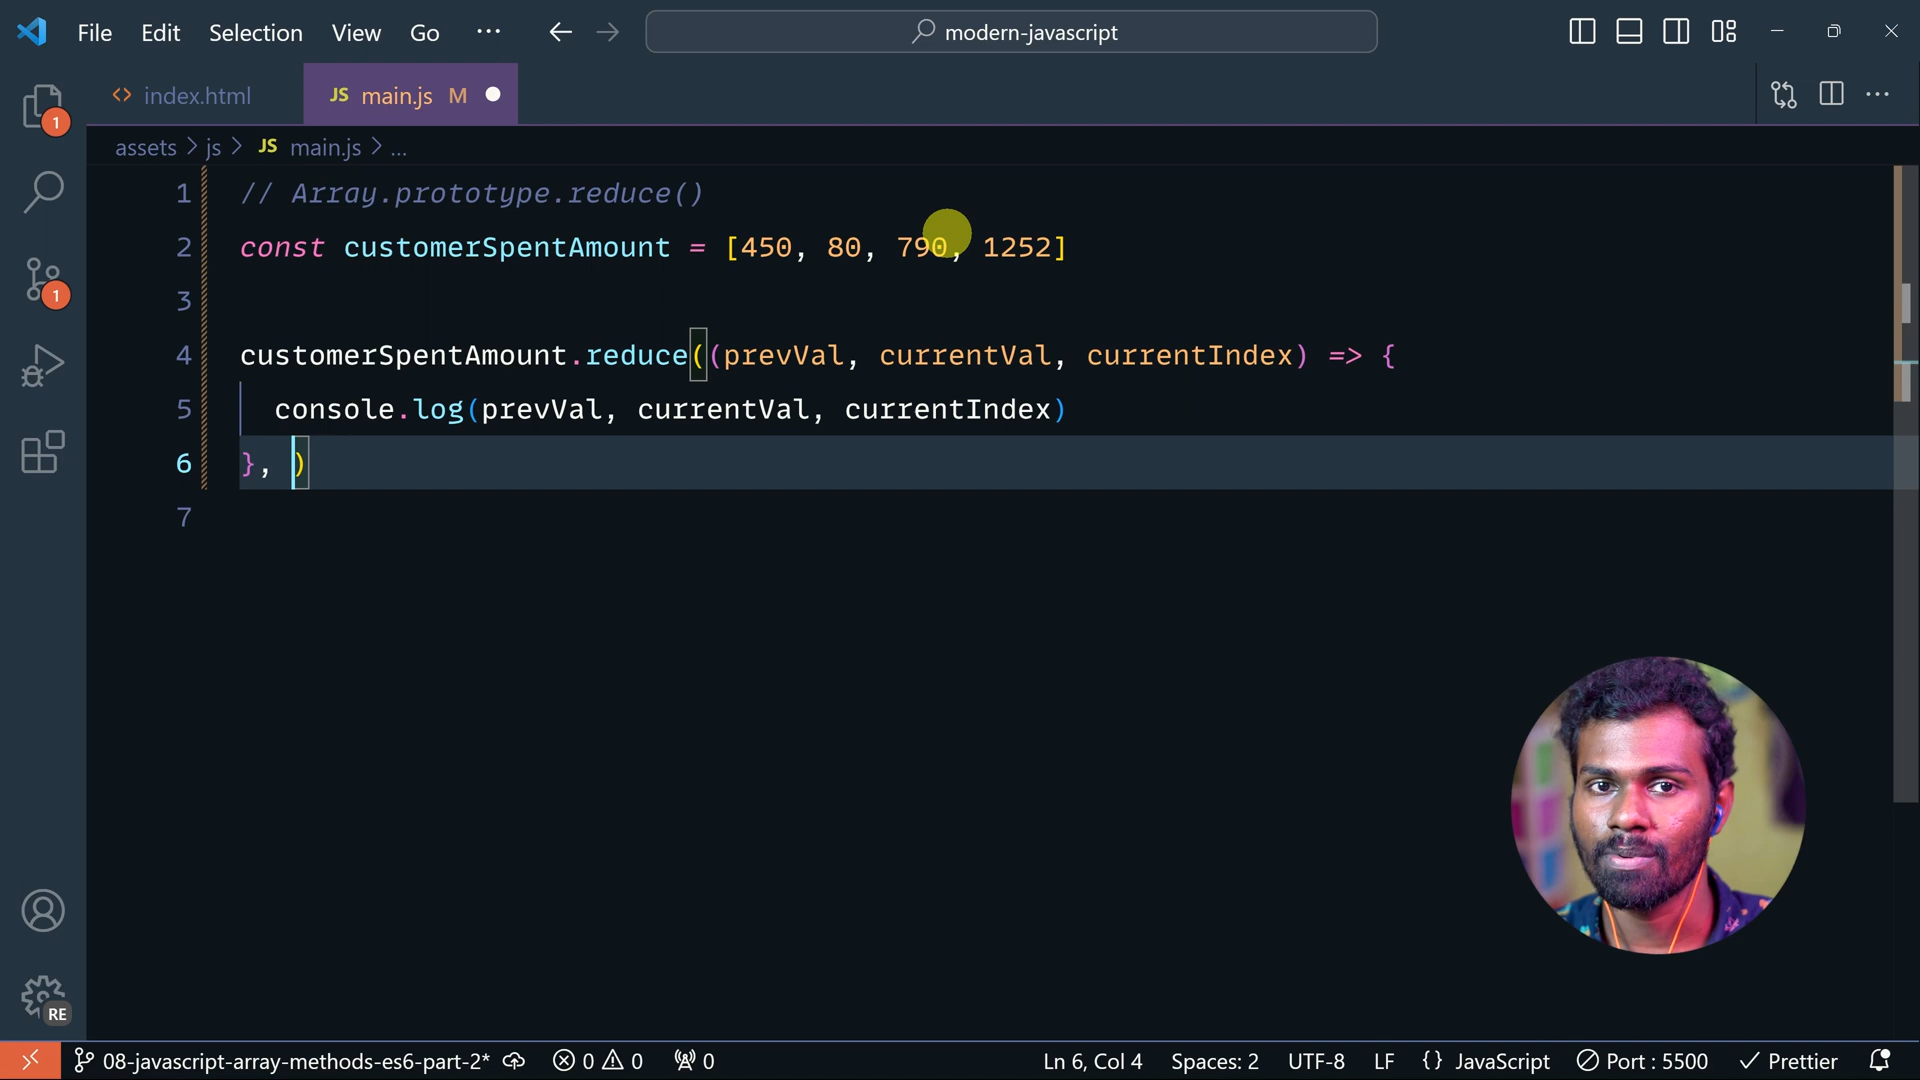 File Edit Selection View Go ··· modern-javascript
index.html JS main.js M
assets > js > JS main.js > ...
1 // Array.prototype.reduce()
2 const customerSpentAmount = [450, 80, 790, 1252]
3
4 customerSpentAmount.reduce((prevVal, currentVal, currentIndex) => {
5 console.log(prevVal, currentVal, currentIndex)
6 }, )
7
1
1
RE
08-javascript-array-methods-es6-part-2* 0 0 0 Ln 6, Col 4 Spaces: 2 UTF-8 LF {} JavaScript Port : 5500 Prettier